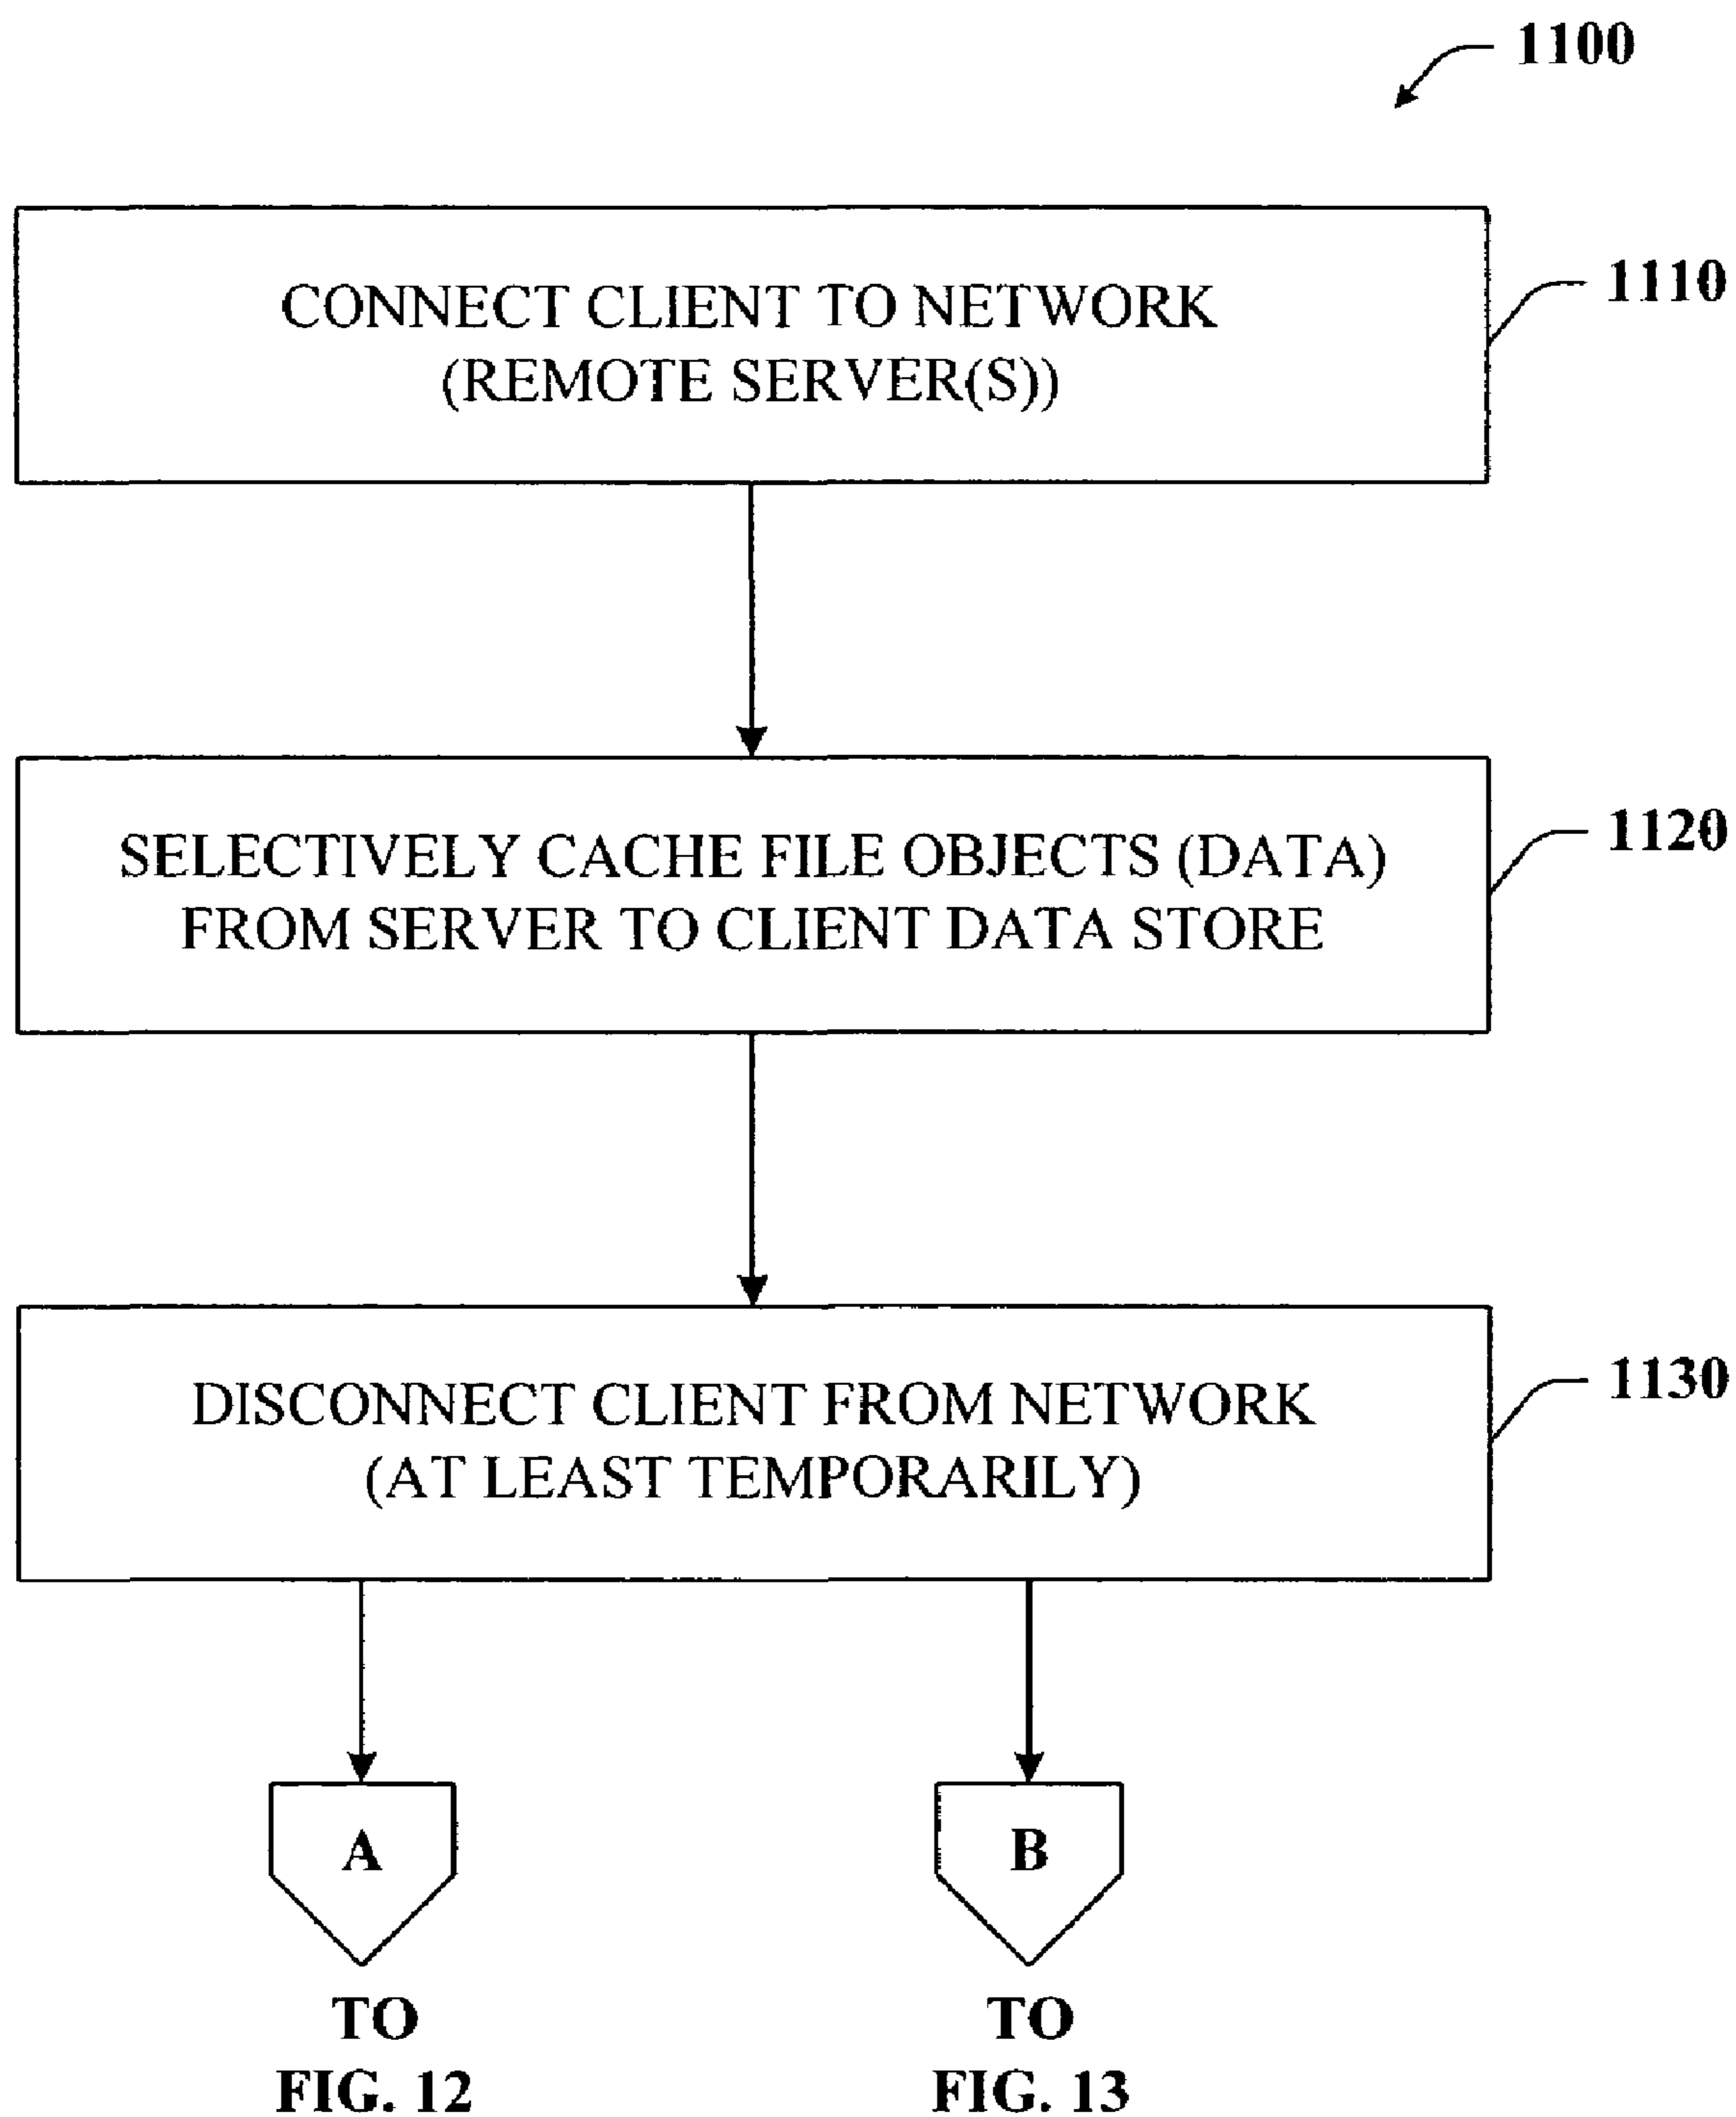 1100
CONNECT CLIENT TO NETWORK
(REMOTE SERVER(S))
1110
SELECTIVELY CACHE FILE OBJECTS (DATA)
FROM SERVER TO CLIENT DATA STORE
1120
DISCONNECT CLIENT FROM NETWORK
(AT LEAST TEMPORARILY)
1130
A
B
TO
FIG. 12
TO
FIG. 13